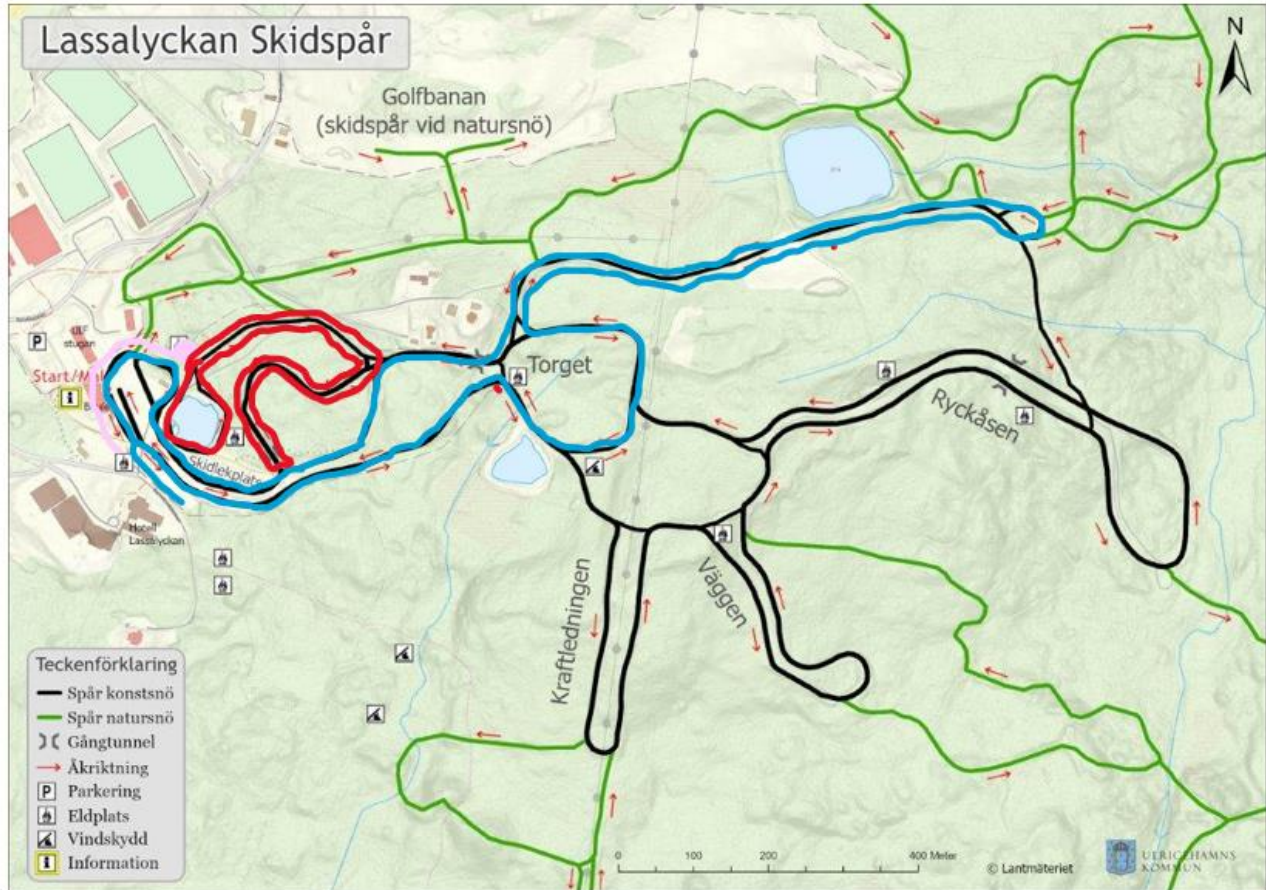 Lassalyckan Skidspår
N
Golfbanan
(skidspår vid natursnö)
ULF
stugan
P
Start/Mål
Torget
Ryckåsen
Skidlekplats
Hotell
Lassalyckan
Kraftledningen
Väggen
Teckenförklaring
Spår konstsnö
Spår natursnö
Gångtunnel
Åkriktning
P Parkering
Eldplats
Vindskydd
i Information
0 100 200 400 Meter
© Lantmäteriet
ULRICEHAMNS
KOMMUN